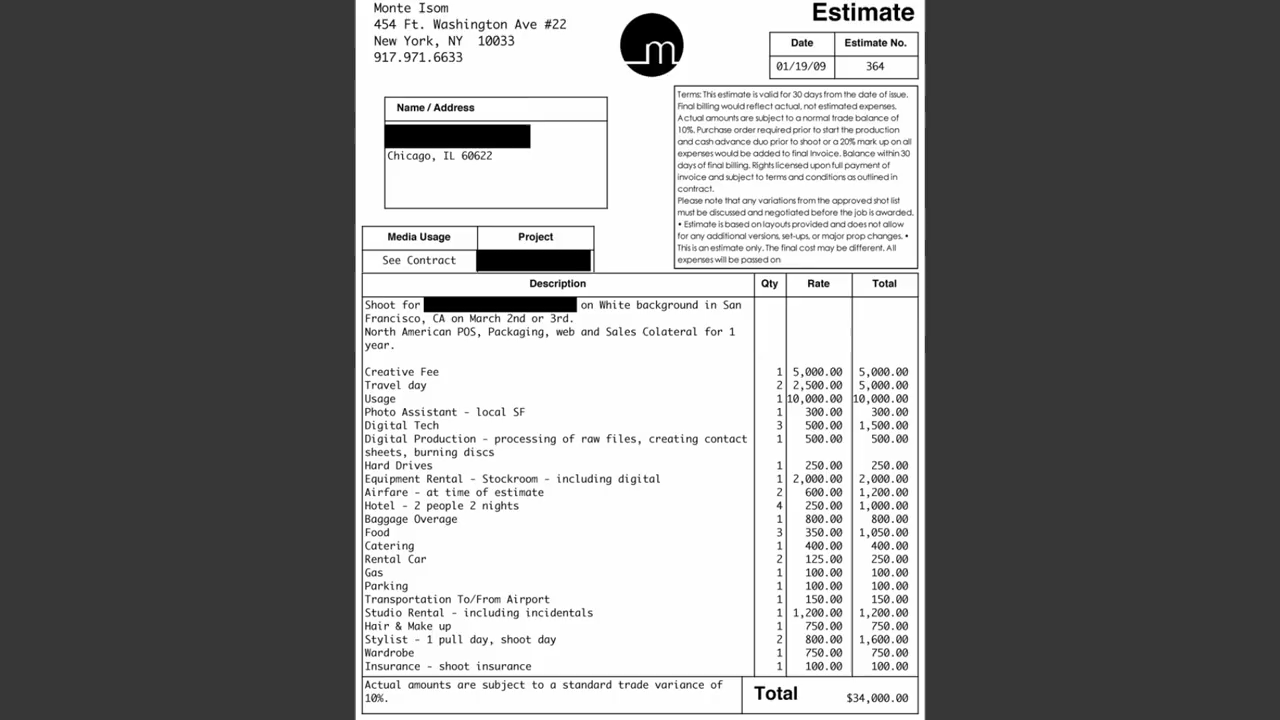 Monte Isom
454 Ft. Washington Ave #22
New York, NY 10033
917.971.6633
m
Estimate
Date Estimate No.
01/19/09 364
Name / Address
Chicago, IL 60622
Terms: This estimate is valid for 30 days from the date of issue.
Final billing would reflect actual, not estimated expenses.
Actual amounts are subject to a normal trade balance of
10%. Purchase order required prior to start the production
and cash advance duo prior to shoot or a 20% mark up on all
expenses would be added to final Invoice. Balance within 30
days of final billing. Rights licensed upon full payment of
invoice and subject to terms and conditions as outlined in
contract.
Please note that any variations from the approved shot list
must be discussed and negotiated before the job is awarded.
• Estimate is based on layouts provided and does not allow
for any additional versions, set-ups, or major prop changes. •
This is an estimate only. The final cost may be different. All
expenses will be passed on
Media Usage Project
See Contract
Description Qty Rate Total
Shoot for on White background in San
Francisco, CA on March 2nd or 3rd.
North American POS, Packaging, web and Sales Colateral for 1
year.
Creative Fee 1 5,000.00 5,000.00
Travel day 2 2,500.00 5,000.00
Usage 1 10,000.00 10,000.00
Photo Assistant - local SF 1 300.00 300.00
Digital Tech 3 500.00 1,500.00
Digital Production - processing of raw files, creating contact 1 500.00 500.00
sheets, burning discs
Hard Drives 1 250.00 250.00
Equipment Rental - Stockroom - including digital 1 2,000.00 2,000.00
Airfare - at time of estimate 2 600.00 1,200.00
Hotel - 2 people 2 nights 4 250.00 1,000.00
Baggage Overage 1 800.00 800.00
Food 3 350.00 1,050.00
Catering 1 400.00 400.00
Rental Car 2 125.00 250.00
Gas 1 100.00 100.00
Parking 1 100.00 100.00
Transportation To/From Airport 1 150.00 150.00
Studio Rental - including incidentals 1 1,200.00 1,200.00
Hair & Make up 1 750.00 750.00
Stylist - 1 pull day, shoot day 2 800.00 1,600.00
Wardrobe 1 750.00 750.00
Insurance - shoot insurance 1 100.00 100.00
Actual amounts are subject to a standard trade variance of
10%.
Total $34,000.00